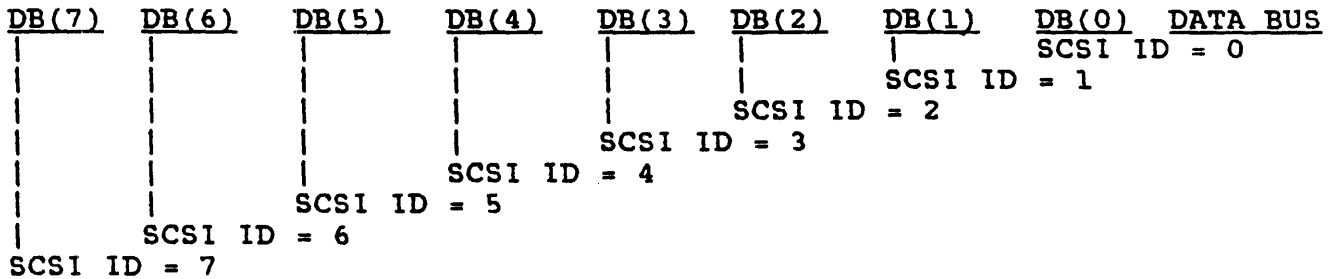 DB(7) DB(6) DB(5) DB(4) DB(3) DB(2) DB(1) DB(0) DATA BUS
SCSI ID = 0
SCSI ID = 1
SCSI ID = 2
SCSI ID = 3
SCSI ID = 4
SCSI ID = 5
SCSI ID = 6
SCSI ID = 7